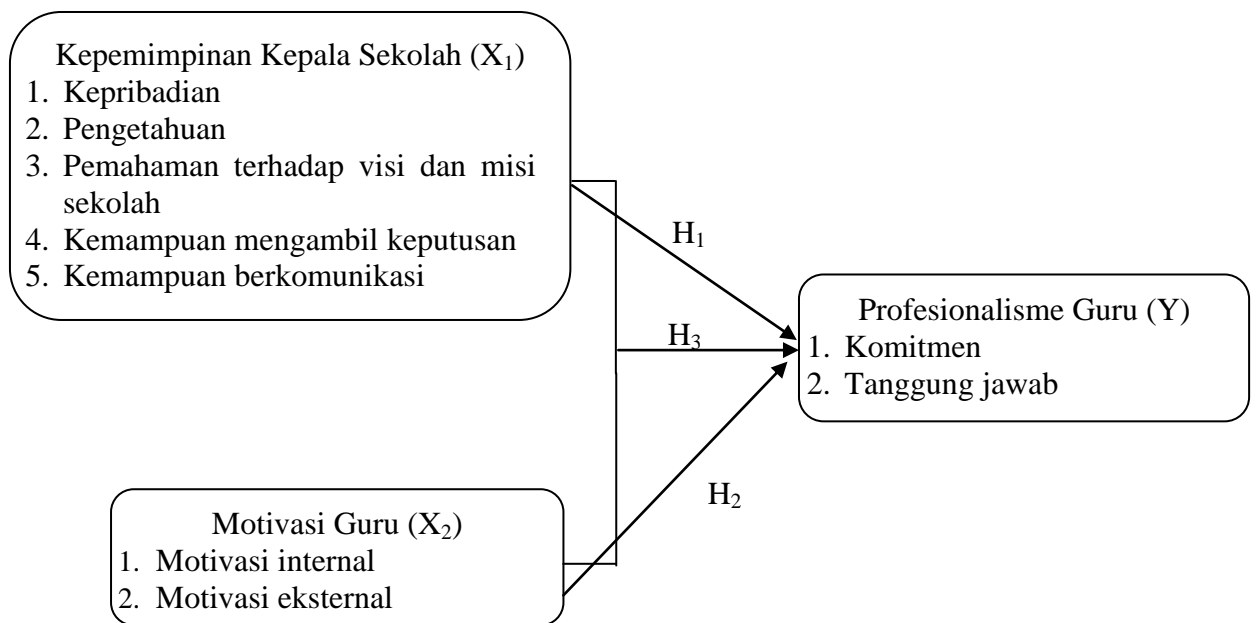 Kepemimpinan Kepala Sekolah (X₁)
1. Kepribadian
2. Pengetahuan
3. Pemahaman terhadap visi dan misi
sekolah
4. Kemampuan mengambil keputusan
5. Kemampuan berkomunikasi
H₁
Profesionalisme Guru (Y)
1. Komitmen
2. Tanggung jawab
H₃
H₂
Motivasi Guru (X₂)
1. Motivasi internal
2. Motivasi eksternal